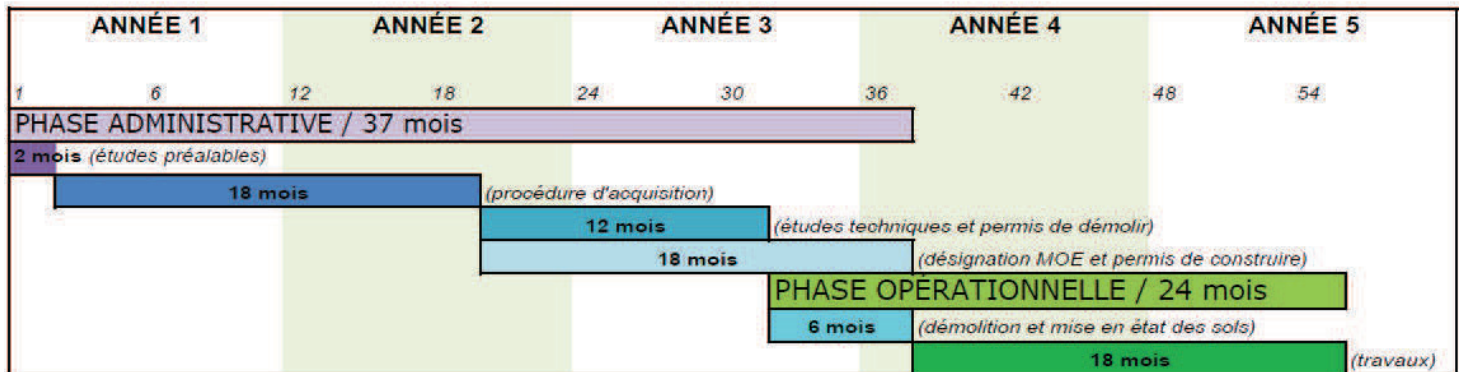 ANNÉE 1 ANNÉE 2 ANNÉE 3 ANNÉE 4 ANNÉE 5
1 6 12 18 24 30 36 42 48 54
PHASE ADMINISTRATIVE / 37 mois
2 mois (études préalables)
18 mois (procédure d'acquisition)
12 mois (études techniques et permis de démolir)
18 mois (désignation MOE et permis de construire)
PHASE OPÉRATIONNELLE / 24 mois
6 mois (démolition et mise en état des sols)
18 mois (travaux)